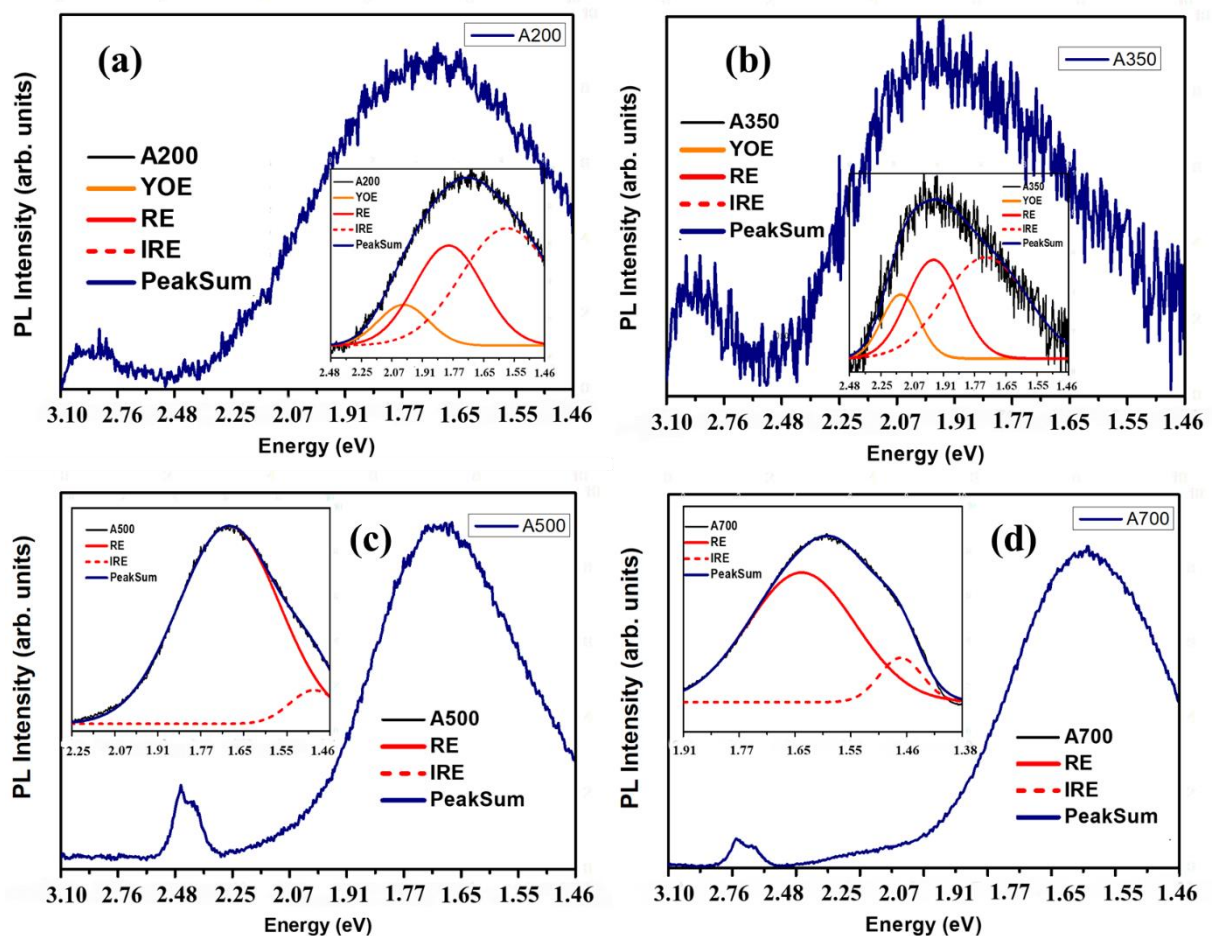 (a)
A200
PL Intensity (arb. units)
A200
YOE
RE
IRE
PeakSum
A200
YOE
RE
IRE
PeakSum
2.48 2.25 2.07 1.91 1.77 1.65 1.55 1.46
3.10 2.76 2.48 2.25 2.07 1.91 1.77 1.65 1.55 1.46
Energy (eV)
(b)
A350
PL Intensity (arb. units)
A350
YOE
RE
IRE
PeakSum
A350
YOE
RE
IRE
PeakSum
2.48 2.25 2.07 1.91 1.77 1.65 1.55 1.46
3.10 2.76 2.48 2.25 2.07 1.91 1.77 1.65 1.55 1.46
Energy (eV)
(c)
A500
PL Intensity (arb. units)
A500
RE
IRE
PeakSum
2.25 2.07 1.91 1.77 1.65 1.55 1.46
A500
RE
IRE
PeakSum
3.10 2.76 2.48 2.25 2.07 1.91 1.77 1.65 1.55 1.46
Energy (eV)
(d)
A700
PL Intensity (arb. units)
A700
RE
IRE
PeakSum
1.91 1.77 1.65 1.55 1.46 1.38
A700
RE
IRE
PeakSum
3.10 2.76 2.48 2.25 2.07 1.91 1.77 1.65 1.55 1.46
Energy (eV)